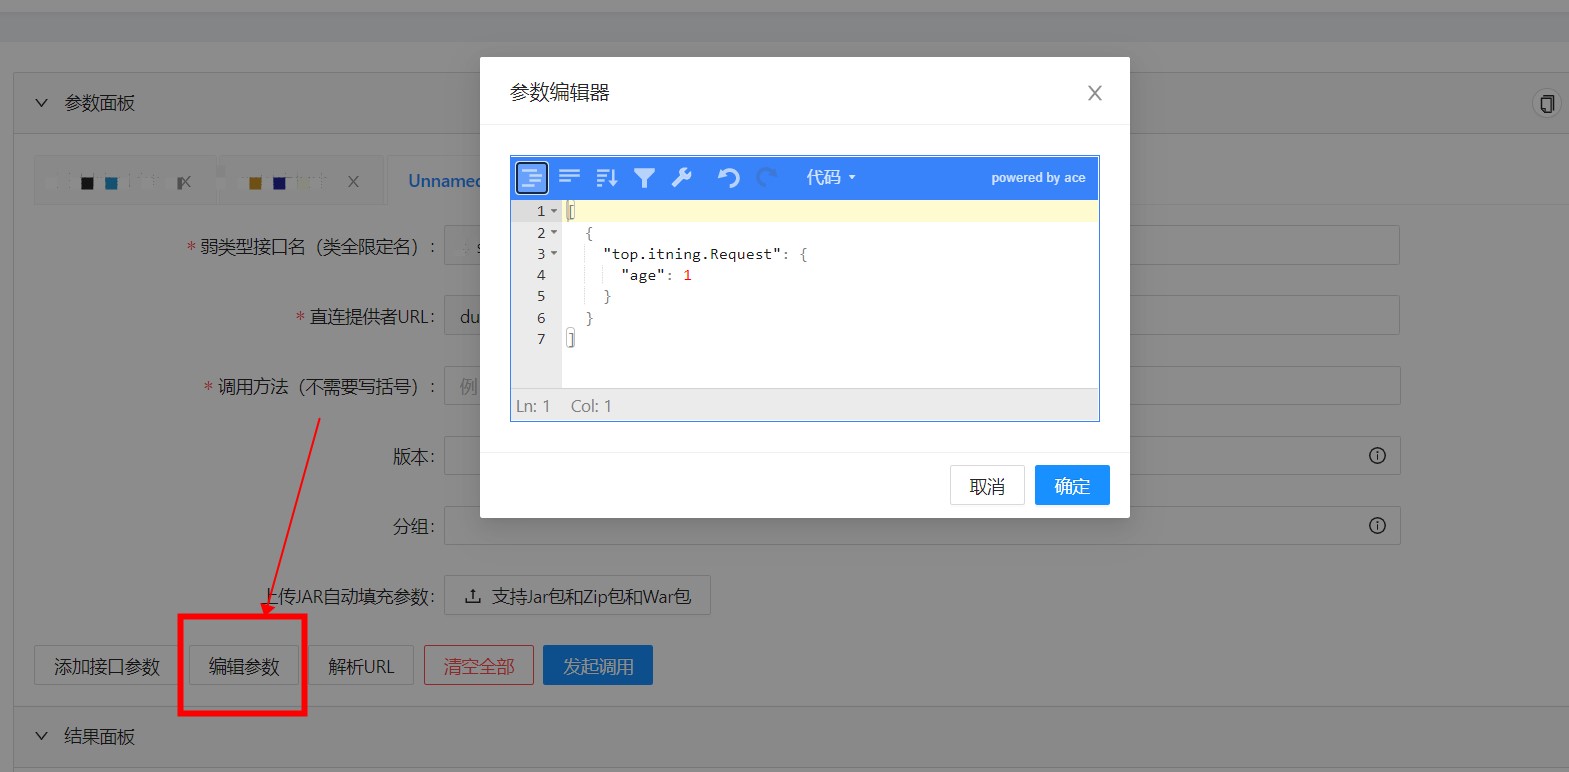 参数面板
参数编辑器
代码
powered by ace
1 [
2 {
3 "top.itning.Request": {
4 "age": 1
5 }
6 }
7 ]
Ln: 1 Col: 1
取消 确定
Unnamed
* 弱类型接口名（类全限定名）:
* 直连提供者URL: du
* 调用方法（不需要写括号）: 例
版本:
分组:
上传JAR自动填充参数: 支持Jar包和Zip包和War包
添加接口参数 编辑参数 解析URL 清空全部 发起调用
结果面板